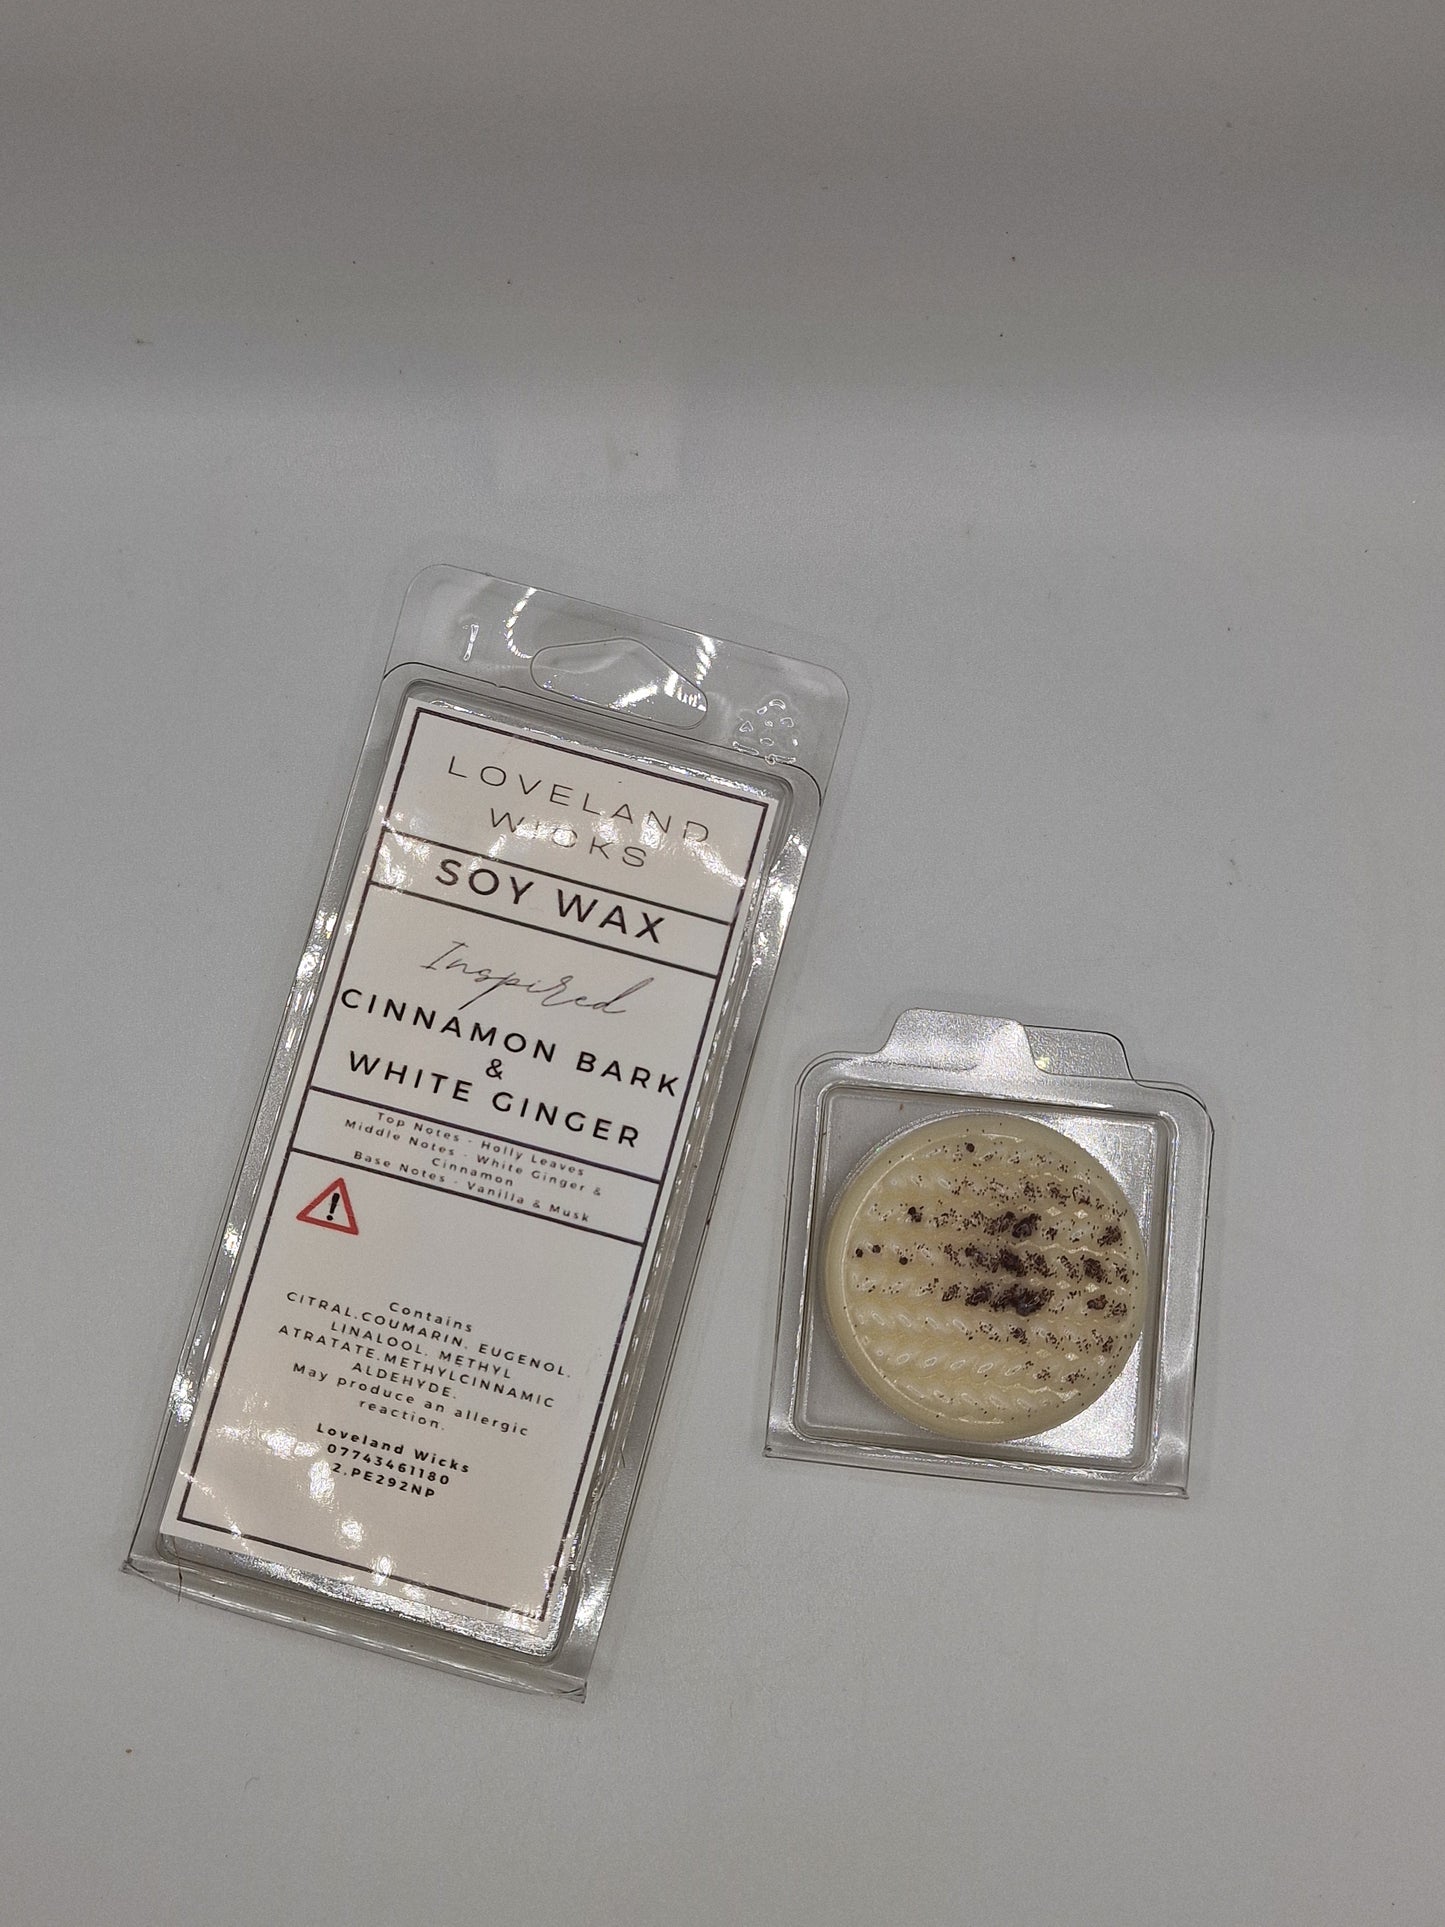 1
LOVELAND
WICKS
SOY WAX
Inspired
CINNAMON BARK
&
WHITE GINGER
Top Notes - Holly Leaves
Middle Notes - White Ginger &
Cinnamon
Base Notes - Vanilla & Musk
!
Contains
CITRAL.COUMARIN, EUGENOL,
LINALOOL, METHYL
ATRATATE.METHYLCINNAMIC
ALDEHYDE.
May produce an allergic
reaction.
Loveland Wicks
07743461180
2.PE292NP